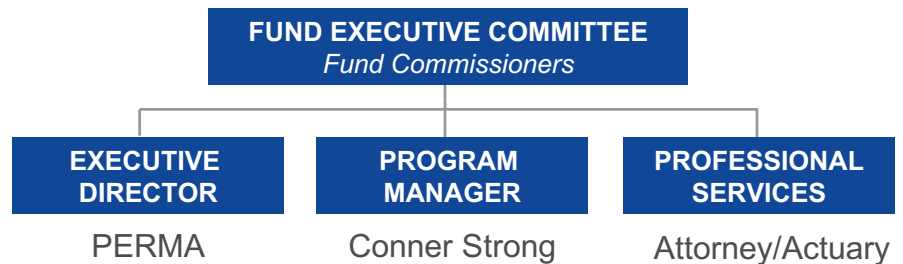 FUND EXECUTIVE COMMITTEE
Fund Commissioners
EXECUTIVE
DIRECTOR
PERMA
PROGRAM
MANAGER
Conner Strong
PROFESSIONAL
SERVICES
Attorney/Actuary